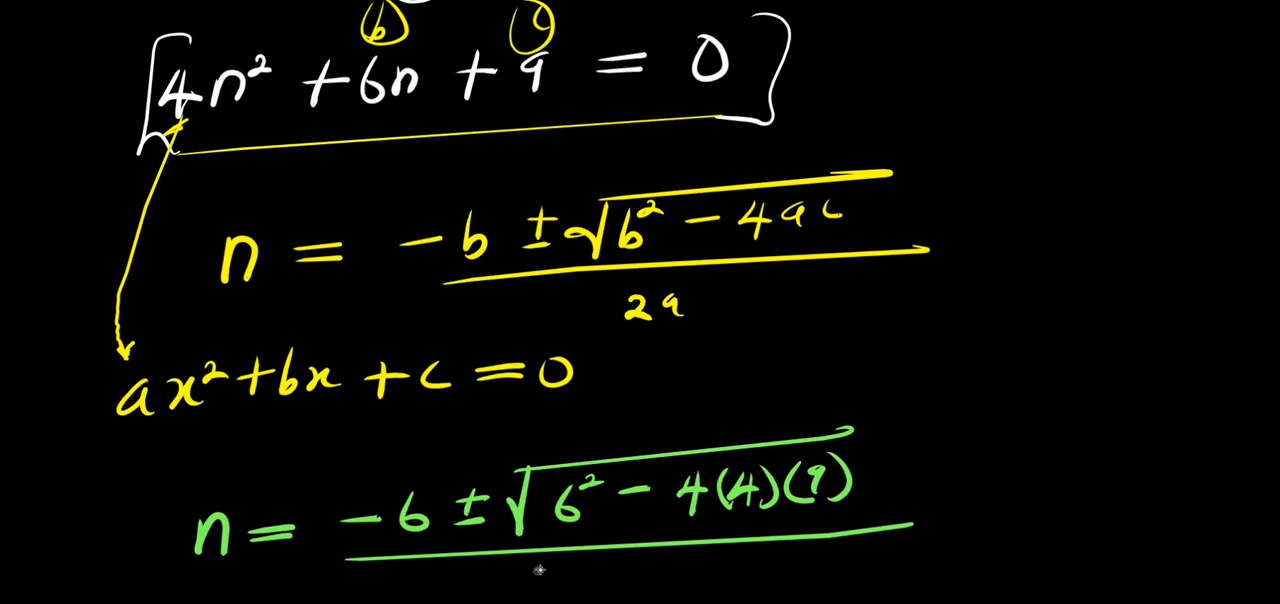 b c
[4n² + 6n + 9 = 0]
n = -b ± √b² - 4ac
2a
ax² + bx + c = 0
n = -6 ± √6² - 4(4)(9)